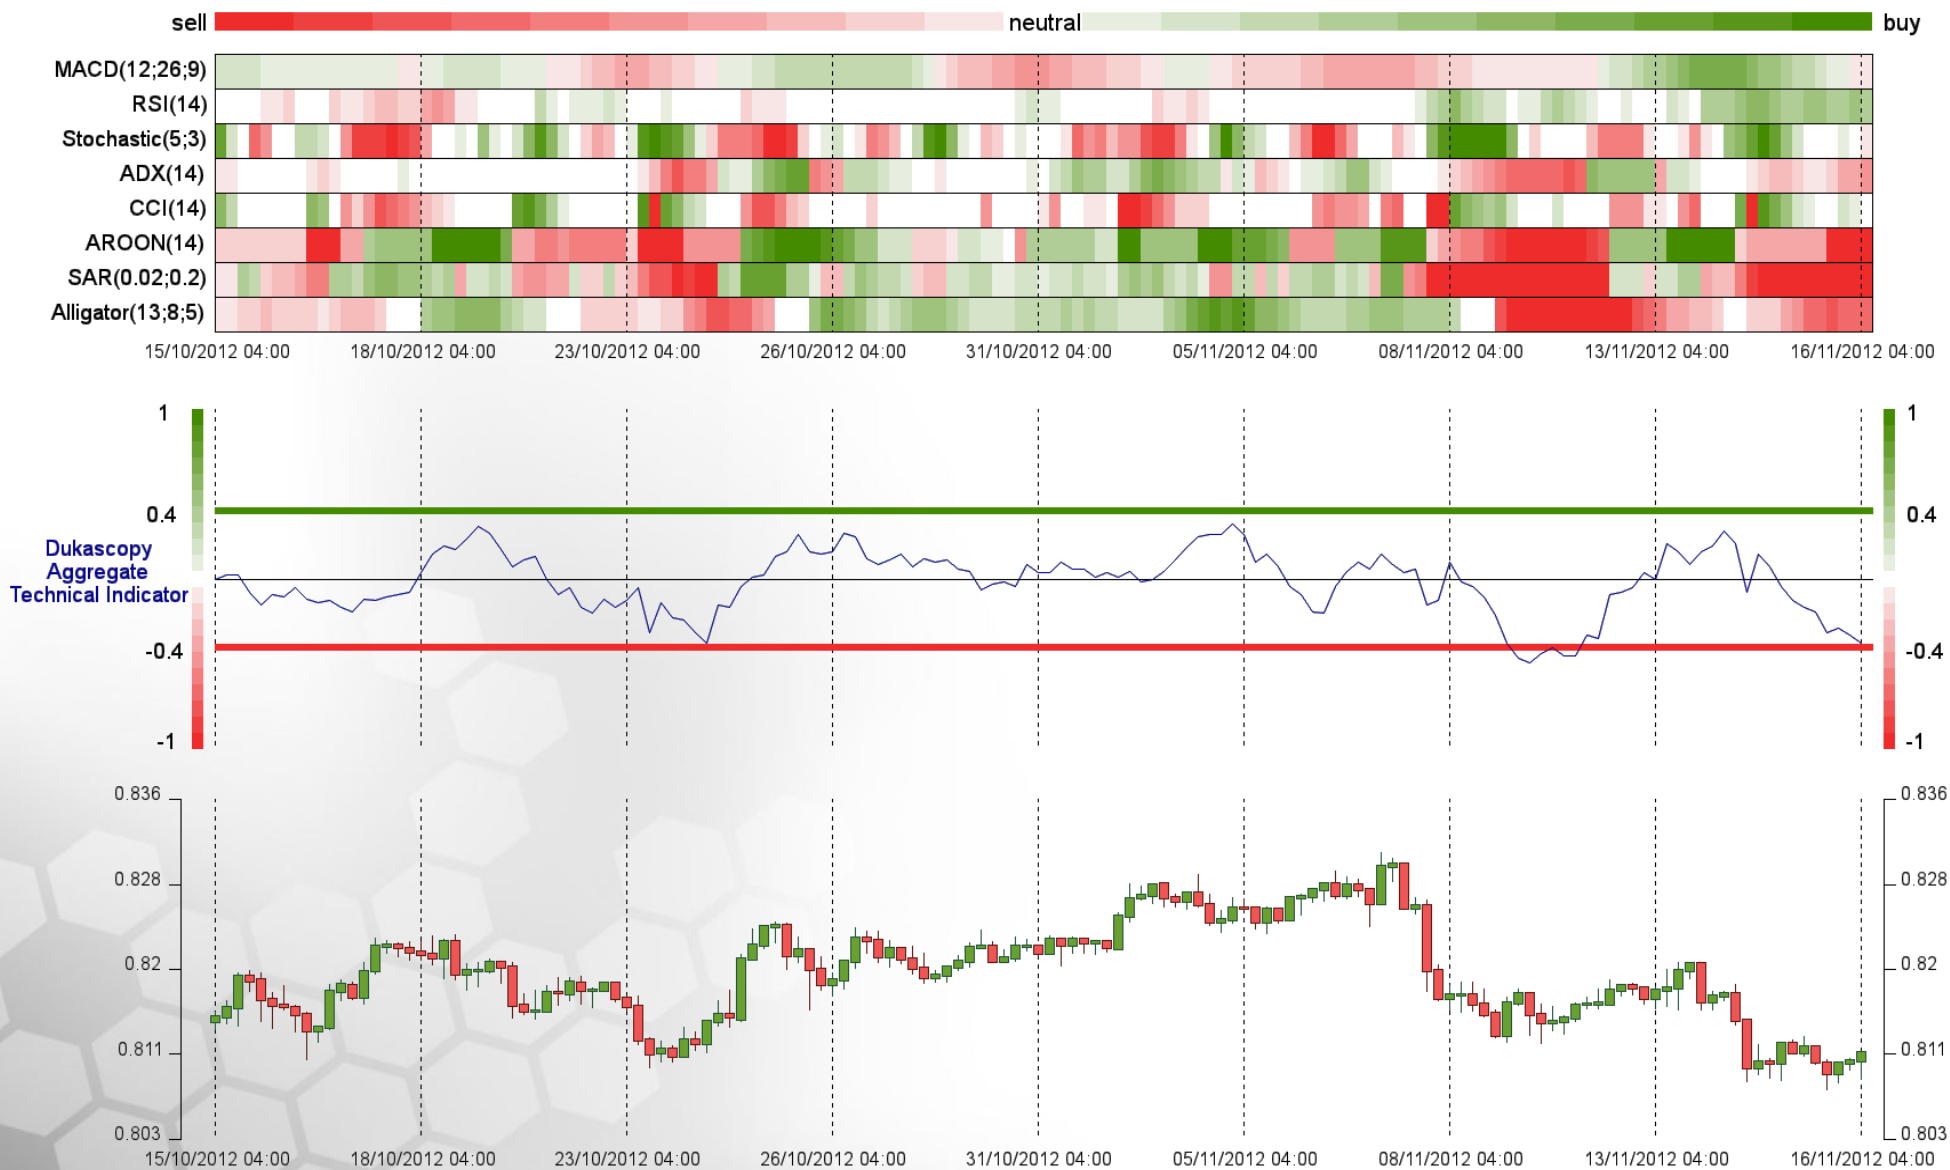 sell neutral buy
MACD(12;26;9)
RSI(14)
Stochastic(5;3)
ADX(14)
CCI(14)
AROON(14)
SAR(0.02;0.2)
Alligator(13;8;5)
15/10/2012 04:00 18/10/2012 04:00 23/10/2012 04:00 26/10/2012 04:00 31/10/2012 04:00 05/11/2012 04:00 08/11/2012 04:00 13/11/2012 04:00 16/11/2012 04:00
1 1
0.4 0.4
Dukascopy
Aggregate
Technical Indicator
-0.4 -0.4
-1 -1
0.836 0.836
0.828 0.828
0.82 0.82
0.811 0.811
0.803 0.803
15/10/2012 04:00 18/10/2012 04:00 23/10/2012 04:00 26/10/2012 04:00 31/10/2012 04:00 05/11/2012 04:00 08/11/2012 04:00 13/11/2012 04:00 16/11/2012 04:00